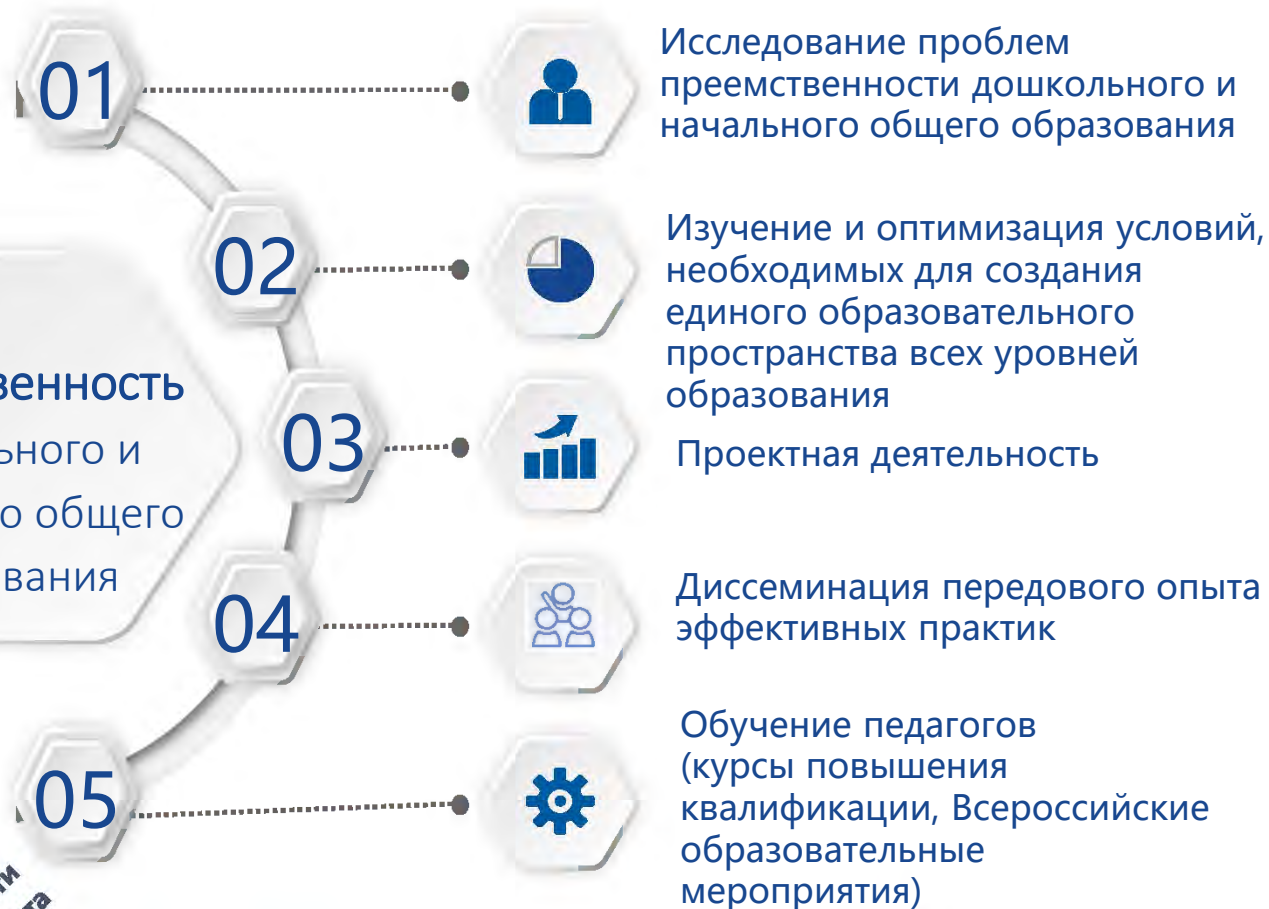 01
Исследование проблем
преемственности дошкольного и
начального общего образования
02
Изучение и оптимизация условий,
необходимых для создания
единого образовательного
пространства всех уровней
образования
венность
ьного и
о общего
вания
03
Проектная деятельность
04
Диссеминация передового опыта
эффективных практик
05
Обучение педагогов
(курсы повышения
квалификации, Всероссийские
образовательные
мероприятия)